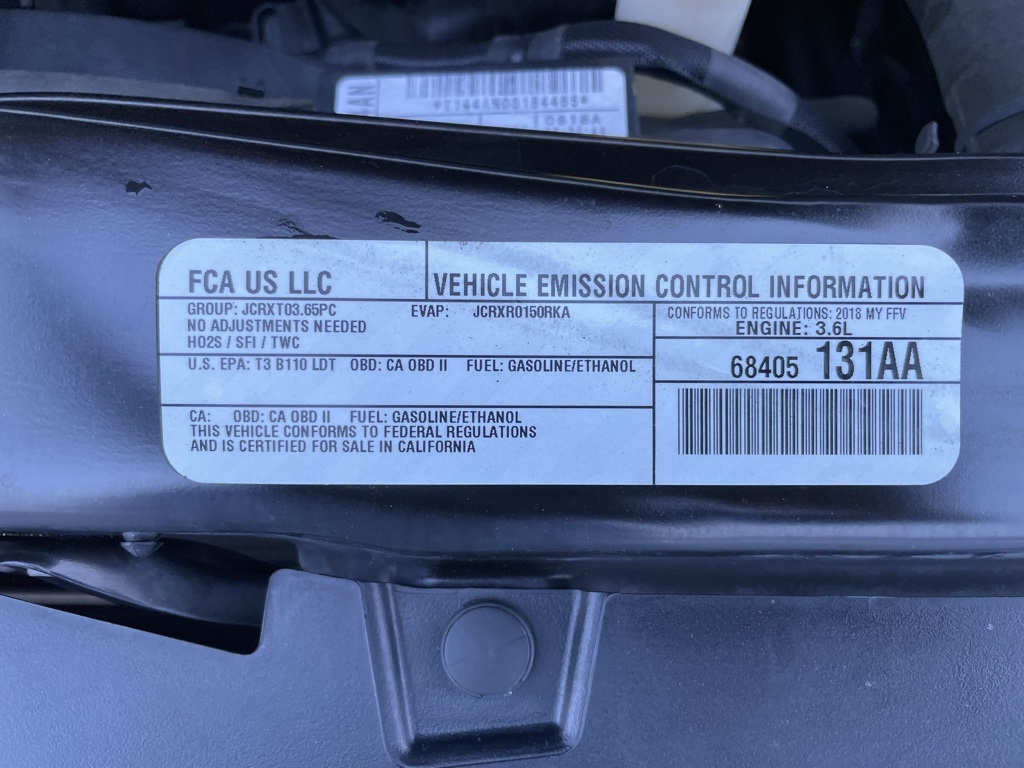 *T144AN08184485*
0818A
FCA US LLC
VEHICLE EMISSION CONTROL INFORMATION
GROUP: JCRXT03.65PC EVAP: JCRXR0150RKA
NO ADJUSTMENTS NEEDED
HO2S / SFI / TWC
CONFORMS TO REGULATIONS: 2018 MY FFV
ENGINE: 3.6L
68405 131AA
U.S. EPA: T3 B110 LDT OBD: CA OBD II FUEL: GASOLINE/ETHANOL
CA: OBD: CA OBD II FUEL: GASOLINE/ETHANOL
THIS VEHICLE CONFORMS TO FEDERAL REGULATIONS
AND IS CERTIFIED FOR SALE IN CALIFORNIA